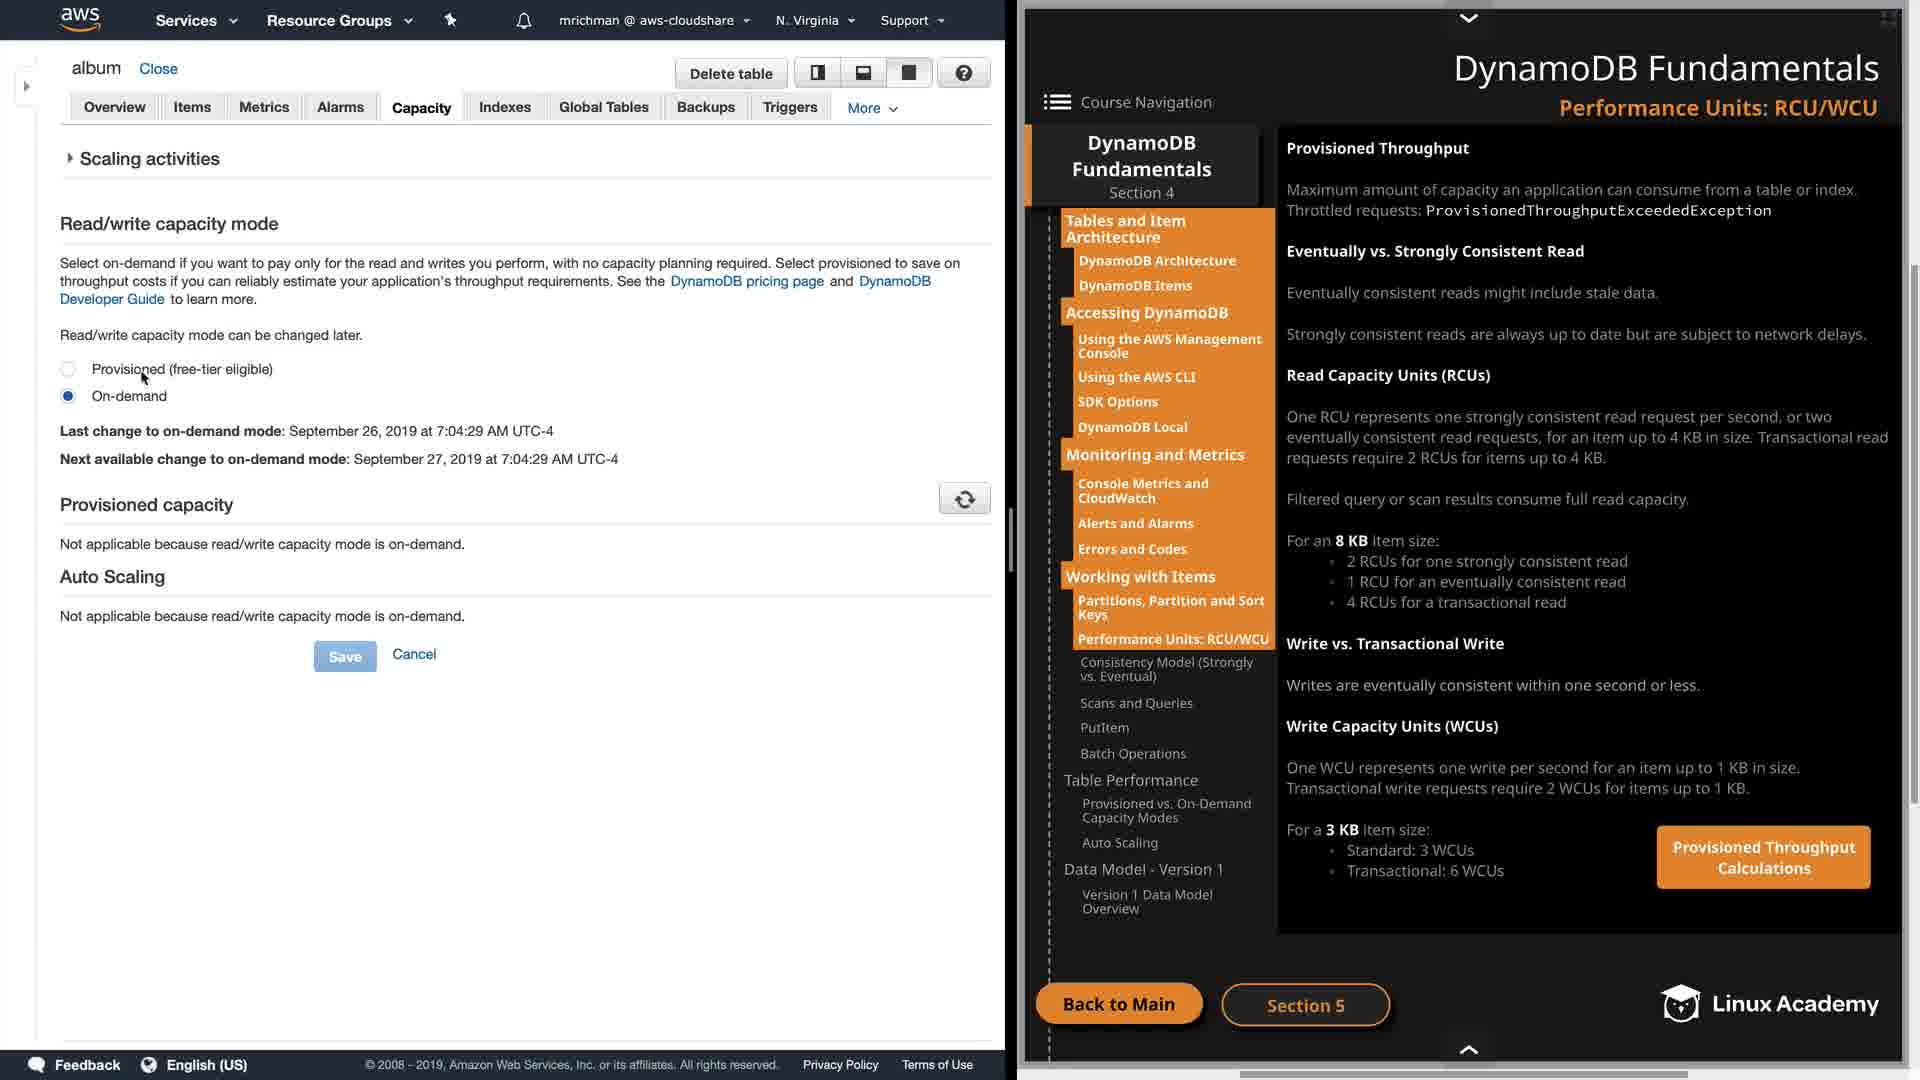 aws
Services
Resource Groups
mrichman @ aws-cloudshare
N. Virginia
Support
album
Close
Delete table
Overview
Items
Metrics
Alarms
Capacity
Indexes
Global Tables
Backups
Triggers
More
Scaling activities
Read/write capacity mode
Select on-demand if you want to pay only for the read and writes you perform, with no capacity planning required. Select provisioned to save on
throughput costs if you can reliably estimate your application's throughput requirements. See the DynamoDB pricing page and DynamoDB
Developer Guide to learn more.
Read/write capacity mode can be changed later.
Provisioned (free-tier eligible)
On-demand
Last change to on-demand mode: September 26, 2019 at 7:04:29 AM UTC-4
Next available change to on-demand mode: September 27, 2019 at 7:04:29 AM UTC-4
Provisioned capacity
Not applicable because read/write capacity mode is on-demand.
Auto Scaling
Not applicable because read/write capacity mode is on-demand.
Save
Cancel
Feedback
English (US)
© 2008 - 2019, Amazon Web Services, Inc. or its affiliates. All rights reserved.
Privacy Policy
Terms of Use
DynamoDB Fundamentals
Performance Units: RCU/WCU
Course Navigation
DynamoDB
Fundamentals
Section 4
Tables and Item
Architecture
DynamoDB Architecture
DynamoDB Items
Accessing DynamoDB
Using the AWS Management
Console
Using the AWS CLI
SDK Options
DynamoDB Local
Monitoring and Metrics
Console Metrics and
CloudWatch
Alerts and Alarms
Errors and Codes
Working with Items
Partitions, Partition and Sort
Keys
Performance Units: RCU/WCU
Consistency Model (Strongly
vs. Eventual)
Scans and Queries
PutItem
Batch Operations
Table Performance
Provisioned vs. On-Demand
Capacity Modes
Auto Scaling
Data Model - Version 1
Version 1 Data Model
Overview
Provisioned Throughput
Maximum amount of capacity an application can consume from a table or index.
Throttled requests: ProvisionedThroughputExceededException
Eventually vs. Strongly Consistent Read
Eventually consistent reads might include stale data.
Strongly consistent reads are always up to date but are subject to network delays.
Read Capacity Units (RCUs)
One RCU represents one strongly consistent read request per second, or two
eventually consistent read requests, for an item up to 4 KB in size. Transactional read
requests require 2 RCUs for items up to 4 KB.
Filtered query or scan results consume full read capacity.
For an 8 KB item size:
• 2 RCUs for one strongly consistent read
• 1 RCU for an eventually consistent read
• 4 RCUs for a transactional read
Write vs. Transactional Write
Writes are eventually consistent within one second or less.
Write Capacity Units (WCUs)
One WCU represents one write per second for an item up to 1 KB in size.
Transactional write requests require 2 WCUs for items up to 1 KB.
For a 3 KB item size:
• Standard: 3 WCUs
• Transactional: 6 WCUs
Provisioned Throughput
Calculations
Back to Main
Section 5
Linux Academy